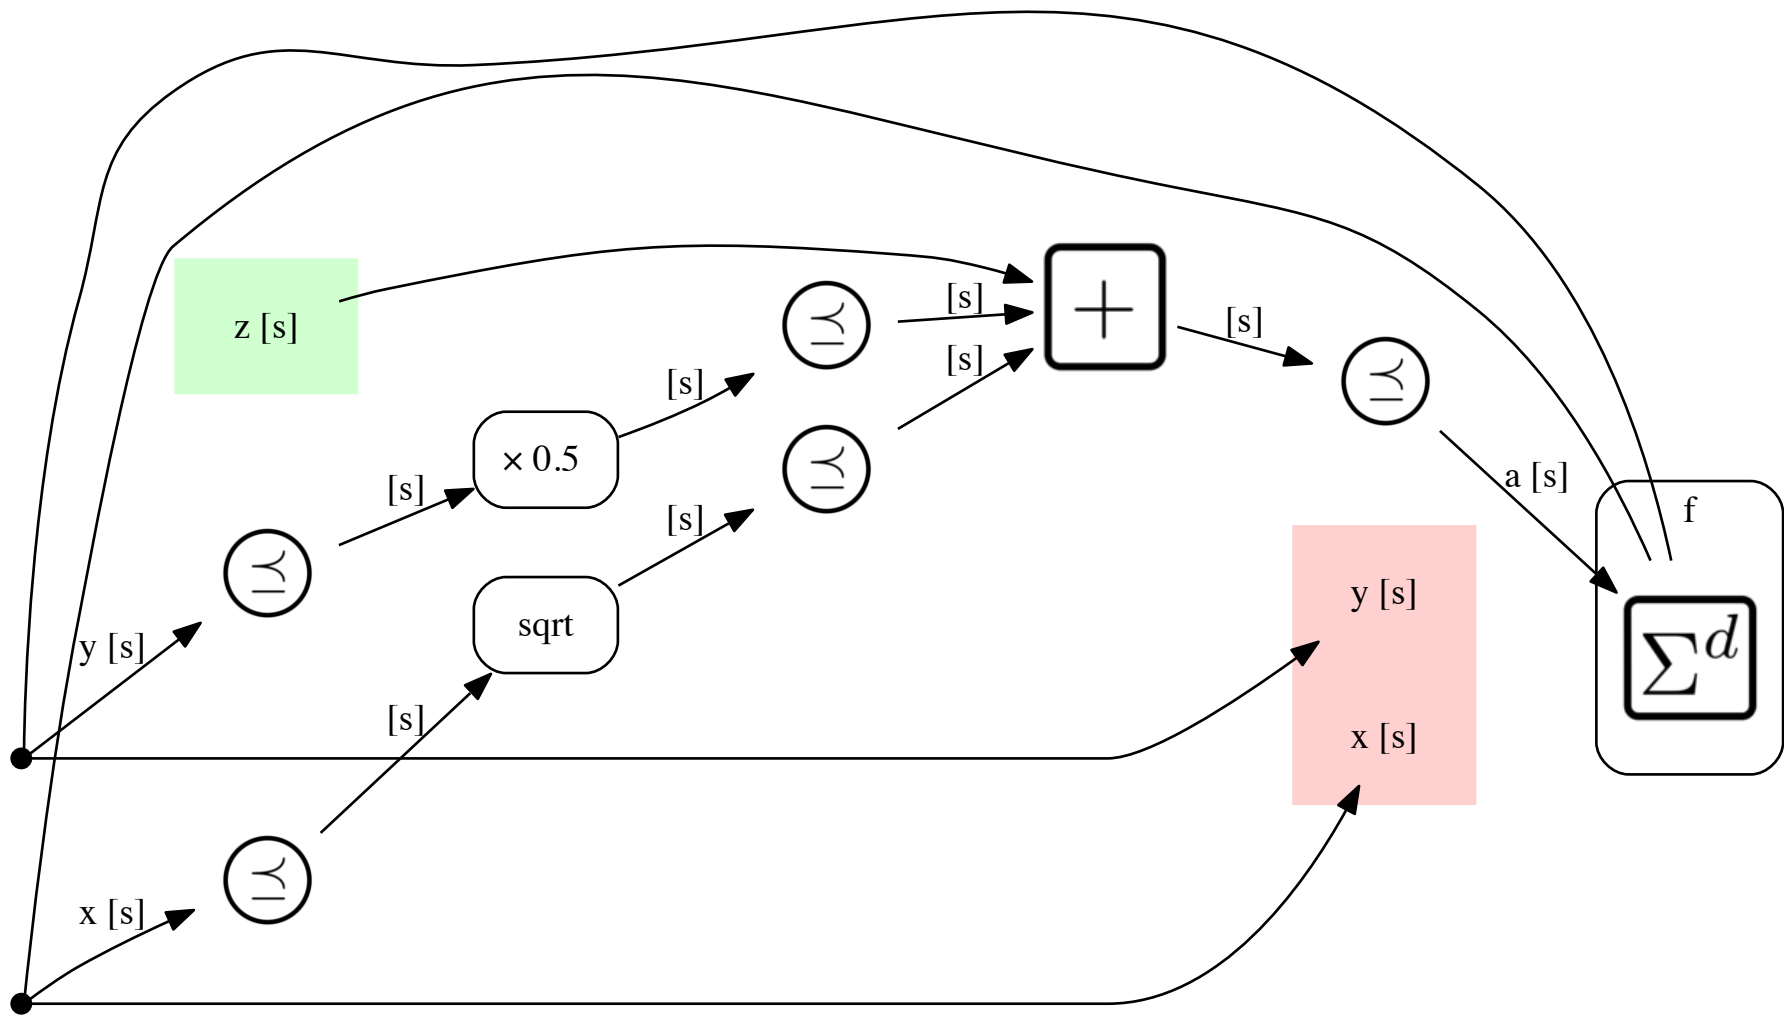 z [s]
[s]
[s]
+
⪯
[s]
⪯
[s]
× 0.5
[s]
⪯
a [s]
f
y [s]
⪯
[s]
sqrt
y [s]
∑d
x [s]
[s]
⪯
x [s]
⪯